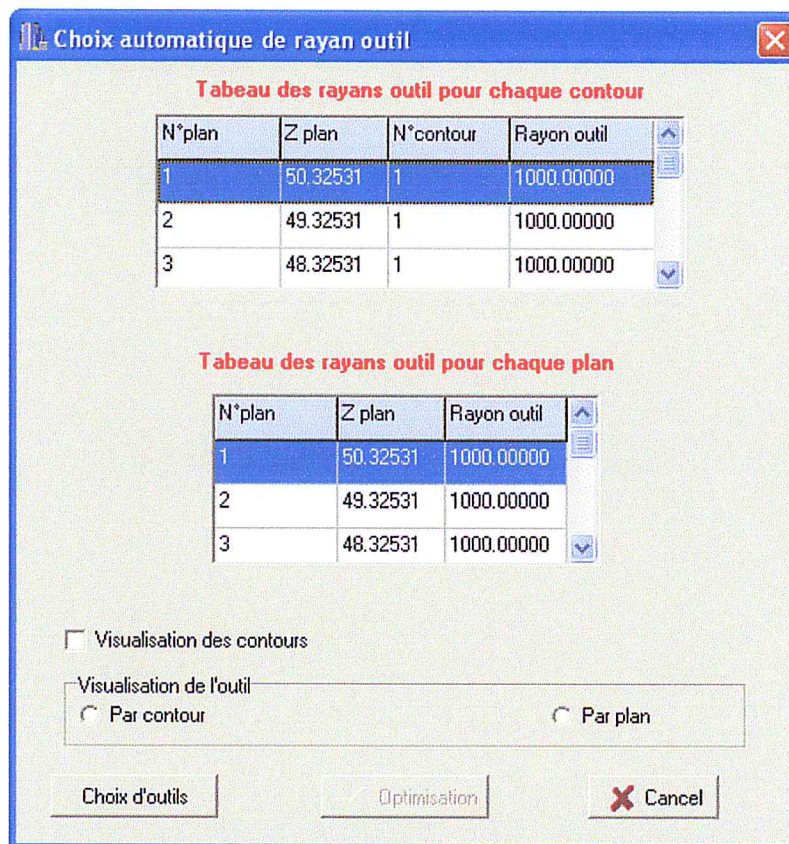 Choix automatique de rayan outil
Tabeau des rayans outil pour chaque contour
N°plan Z plan N°contour Rayon outil
1 50.32531 1 1000.00000
2 49.32531 1 1000.00000
3 48.32531 1 1000.00000
Tabeau des rayans outil pour chaque plan
N°plan Z plan Rayon outil
1 50.32531 1000.00000
2 49.32531 1000.00000
3 48.32531 1000.00000
Visualisation des contours
Visualisation de l'outil
Par contour Par plan
Choix d'outils Optimisation Cancel